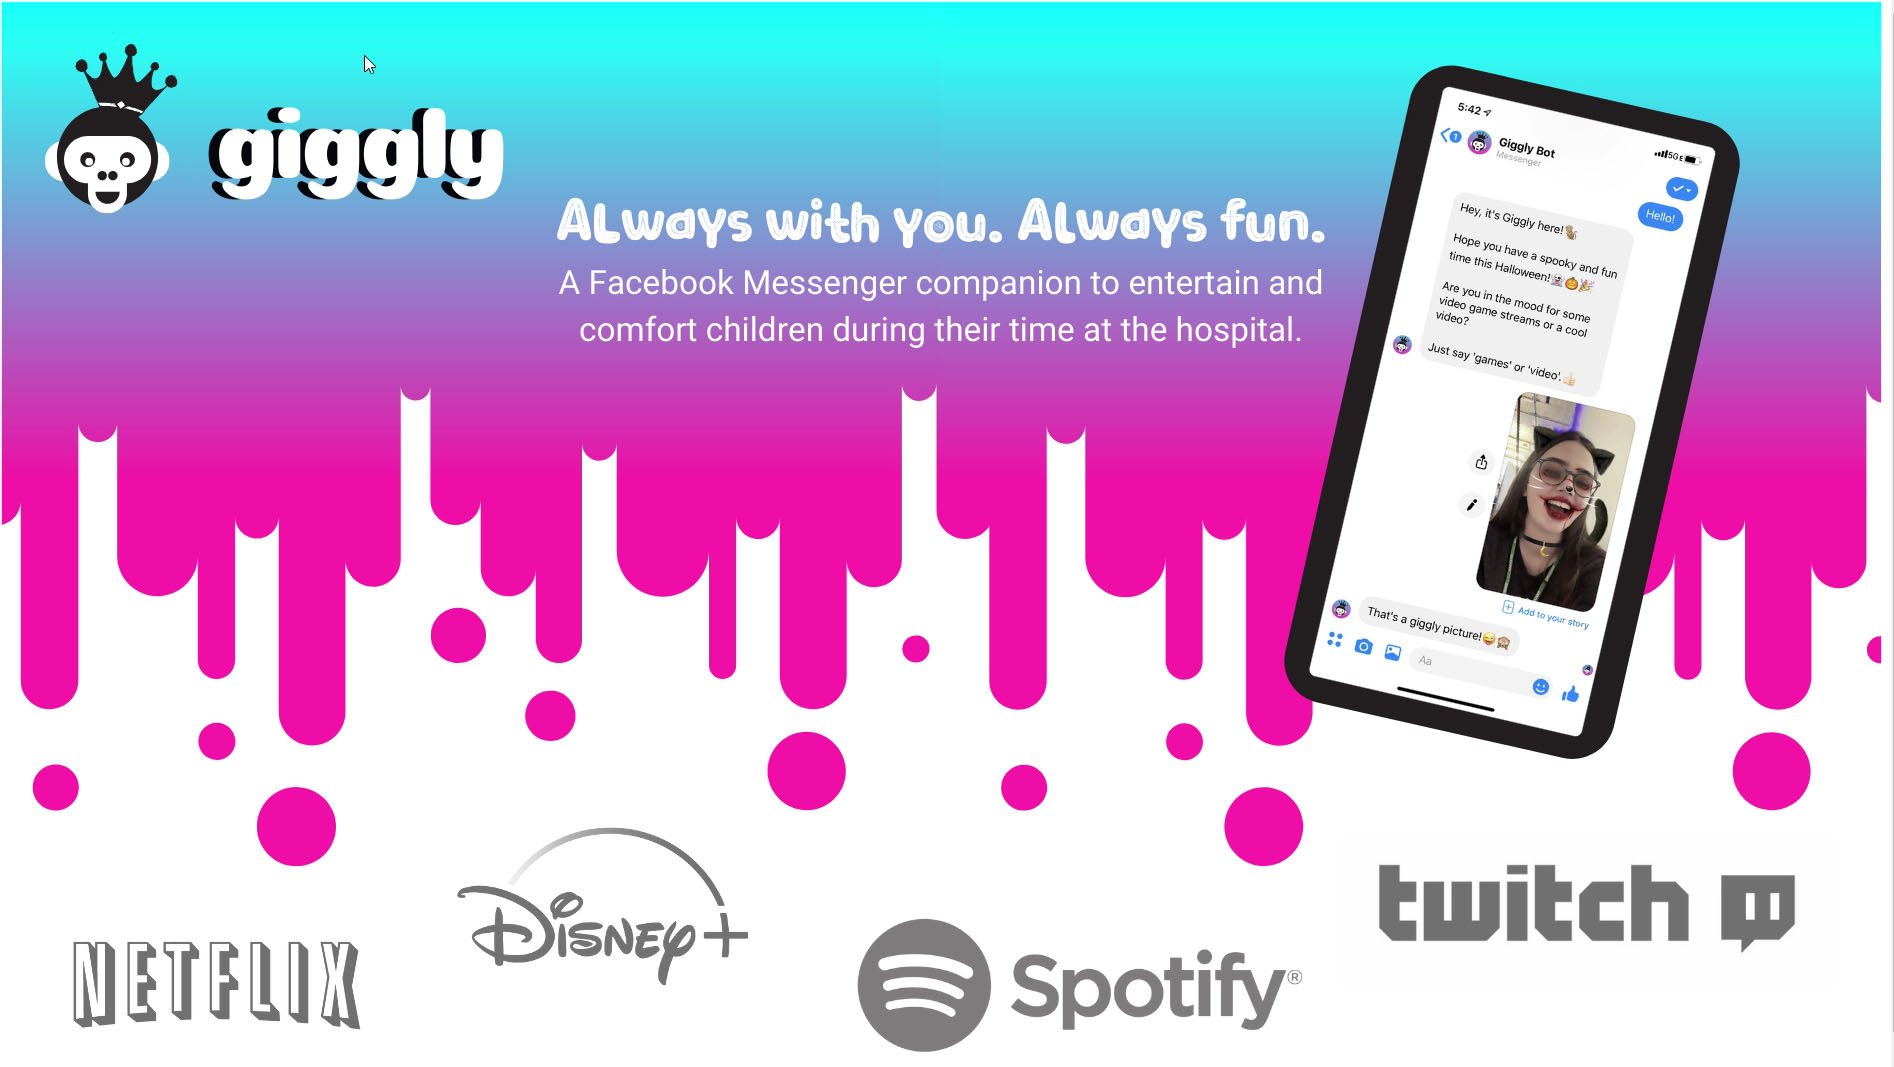 giggly
Always with you. Always fun.
A Facebook Messenger companion to entertain and
comfort children during their time at the hospital.
5:42
5GE
1
Giggly Bot
Messenger
Hello!
Hey, it's Giggly here!🐒
Hope you have a spooky and fun
time this Halloween!👻🎃🎉
Are you in the mood for some
video game streams or a cool
video?
Just say 'games' or 'video'.👍🏻
Add to your story
That's a giggly picture!😜🙈
Aa
NETFLIX
Disney+
Spotify®
twitch